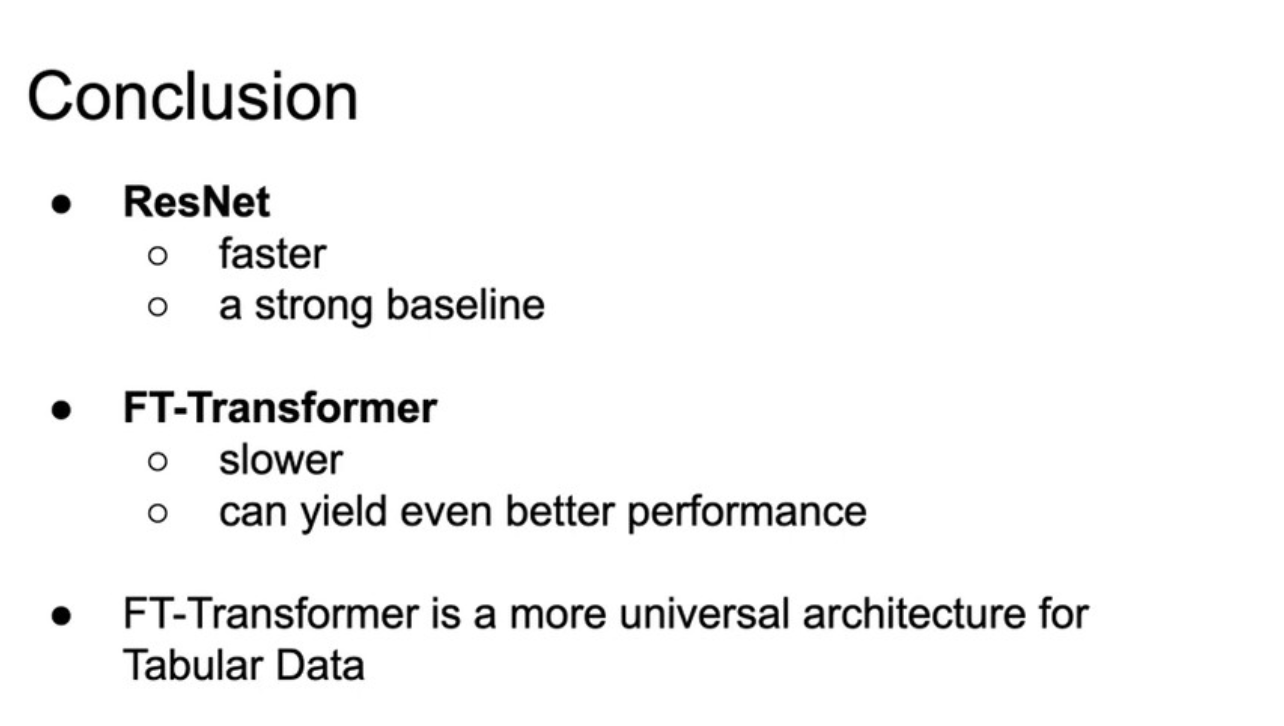 Conclusion
● ResNet
○ faster
○ a strong baseline
● FT-Transformer
○ slower
○ can yield even better performance
● FT-Transformer is a more universal architecture for
Tabular Data